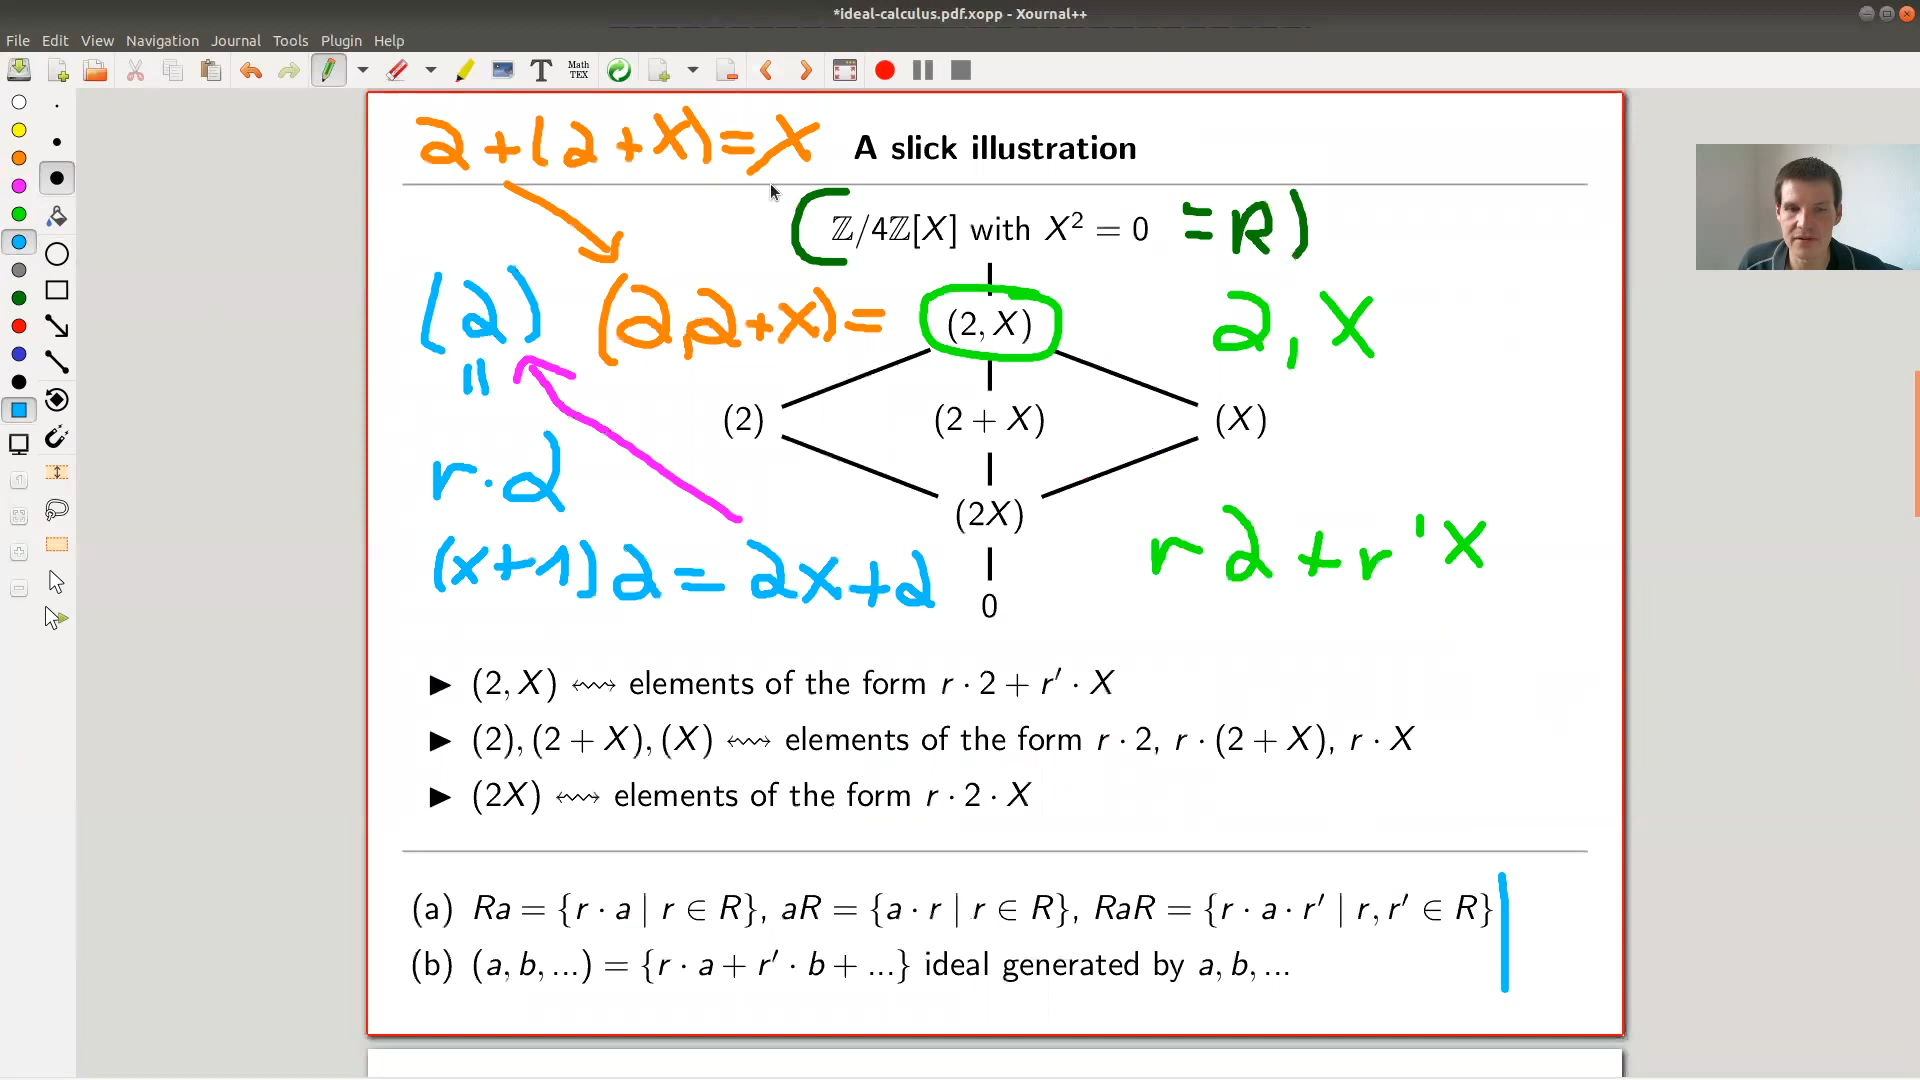 *ideal-calculus.pdf.xopp - Xournal++
File Edit View Navigation Journal Tools Plugin Help
Math TEX
2 + (2 + X) = X
A slick illustration
( ℤ/4ℤ[X] with X² = 0 = R )
(2)
(2, 2 + X) =
(2, X)
2, X
=
(2) (2 + X) (X)
r · 2
(2X)
r 2 + r ' X
(x + 1) 2 = 2x + 2
0
▶ (2, X) ↭ elements of the form r · 2 + r′ · X
▶ (2), (2 + X), (X) ↭ elements of the form r · 2, r · (2 + X), r · X
▶ (2X) ↭ elements of the form r · 2 · X
(a) Ra = {r · a | r ∈ R}, aR = {a · r | r ∈ R}, RaR = {r · a · r′ | r, r′ ∈ R}
(b) (a, b, ...) = {r · a + r′ · b + ...} ideal generated by a, b, ...